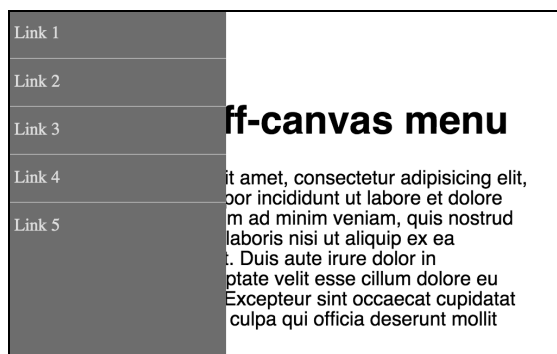 Link 1
Link 2
Link 3
Link 4
Link 5
ff-canvas menu
it amet, consectetur adipisicing elit,
por incididunt ut labore et dolore
m ad minim veniam, quis nostrud
laboris nisi ut aliquip ex ea
t. Duis aute irure dolor in
ptate velit esse cillum dolore eu
Excepteur sint occaecat cupidatat
culpa qui officia deserunt mollit